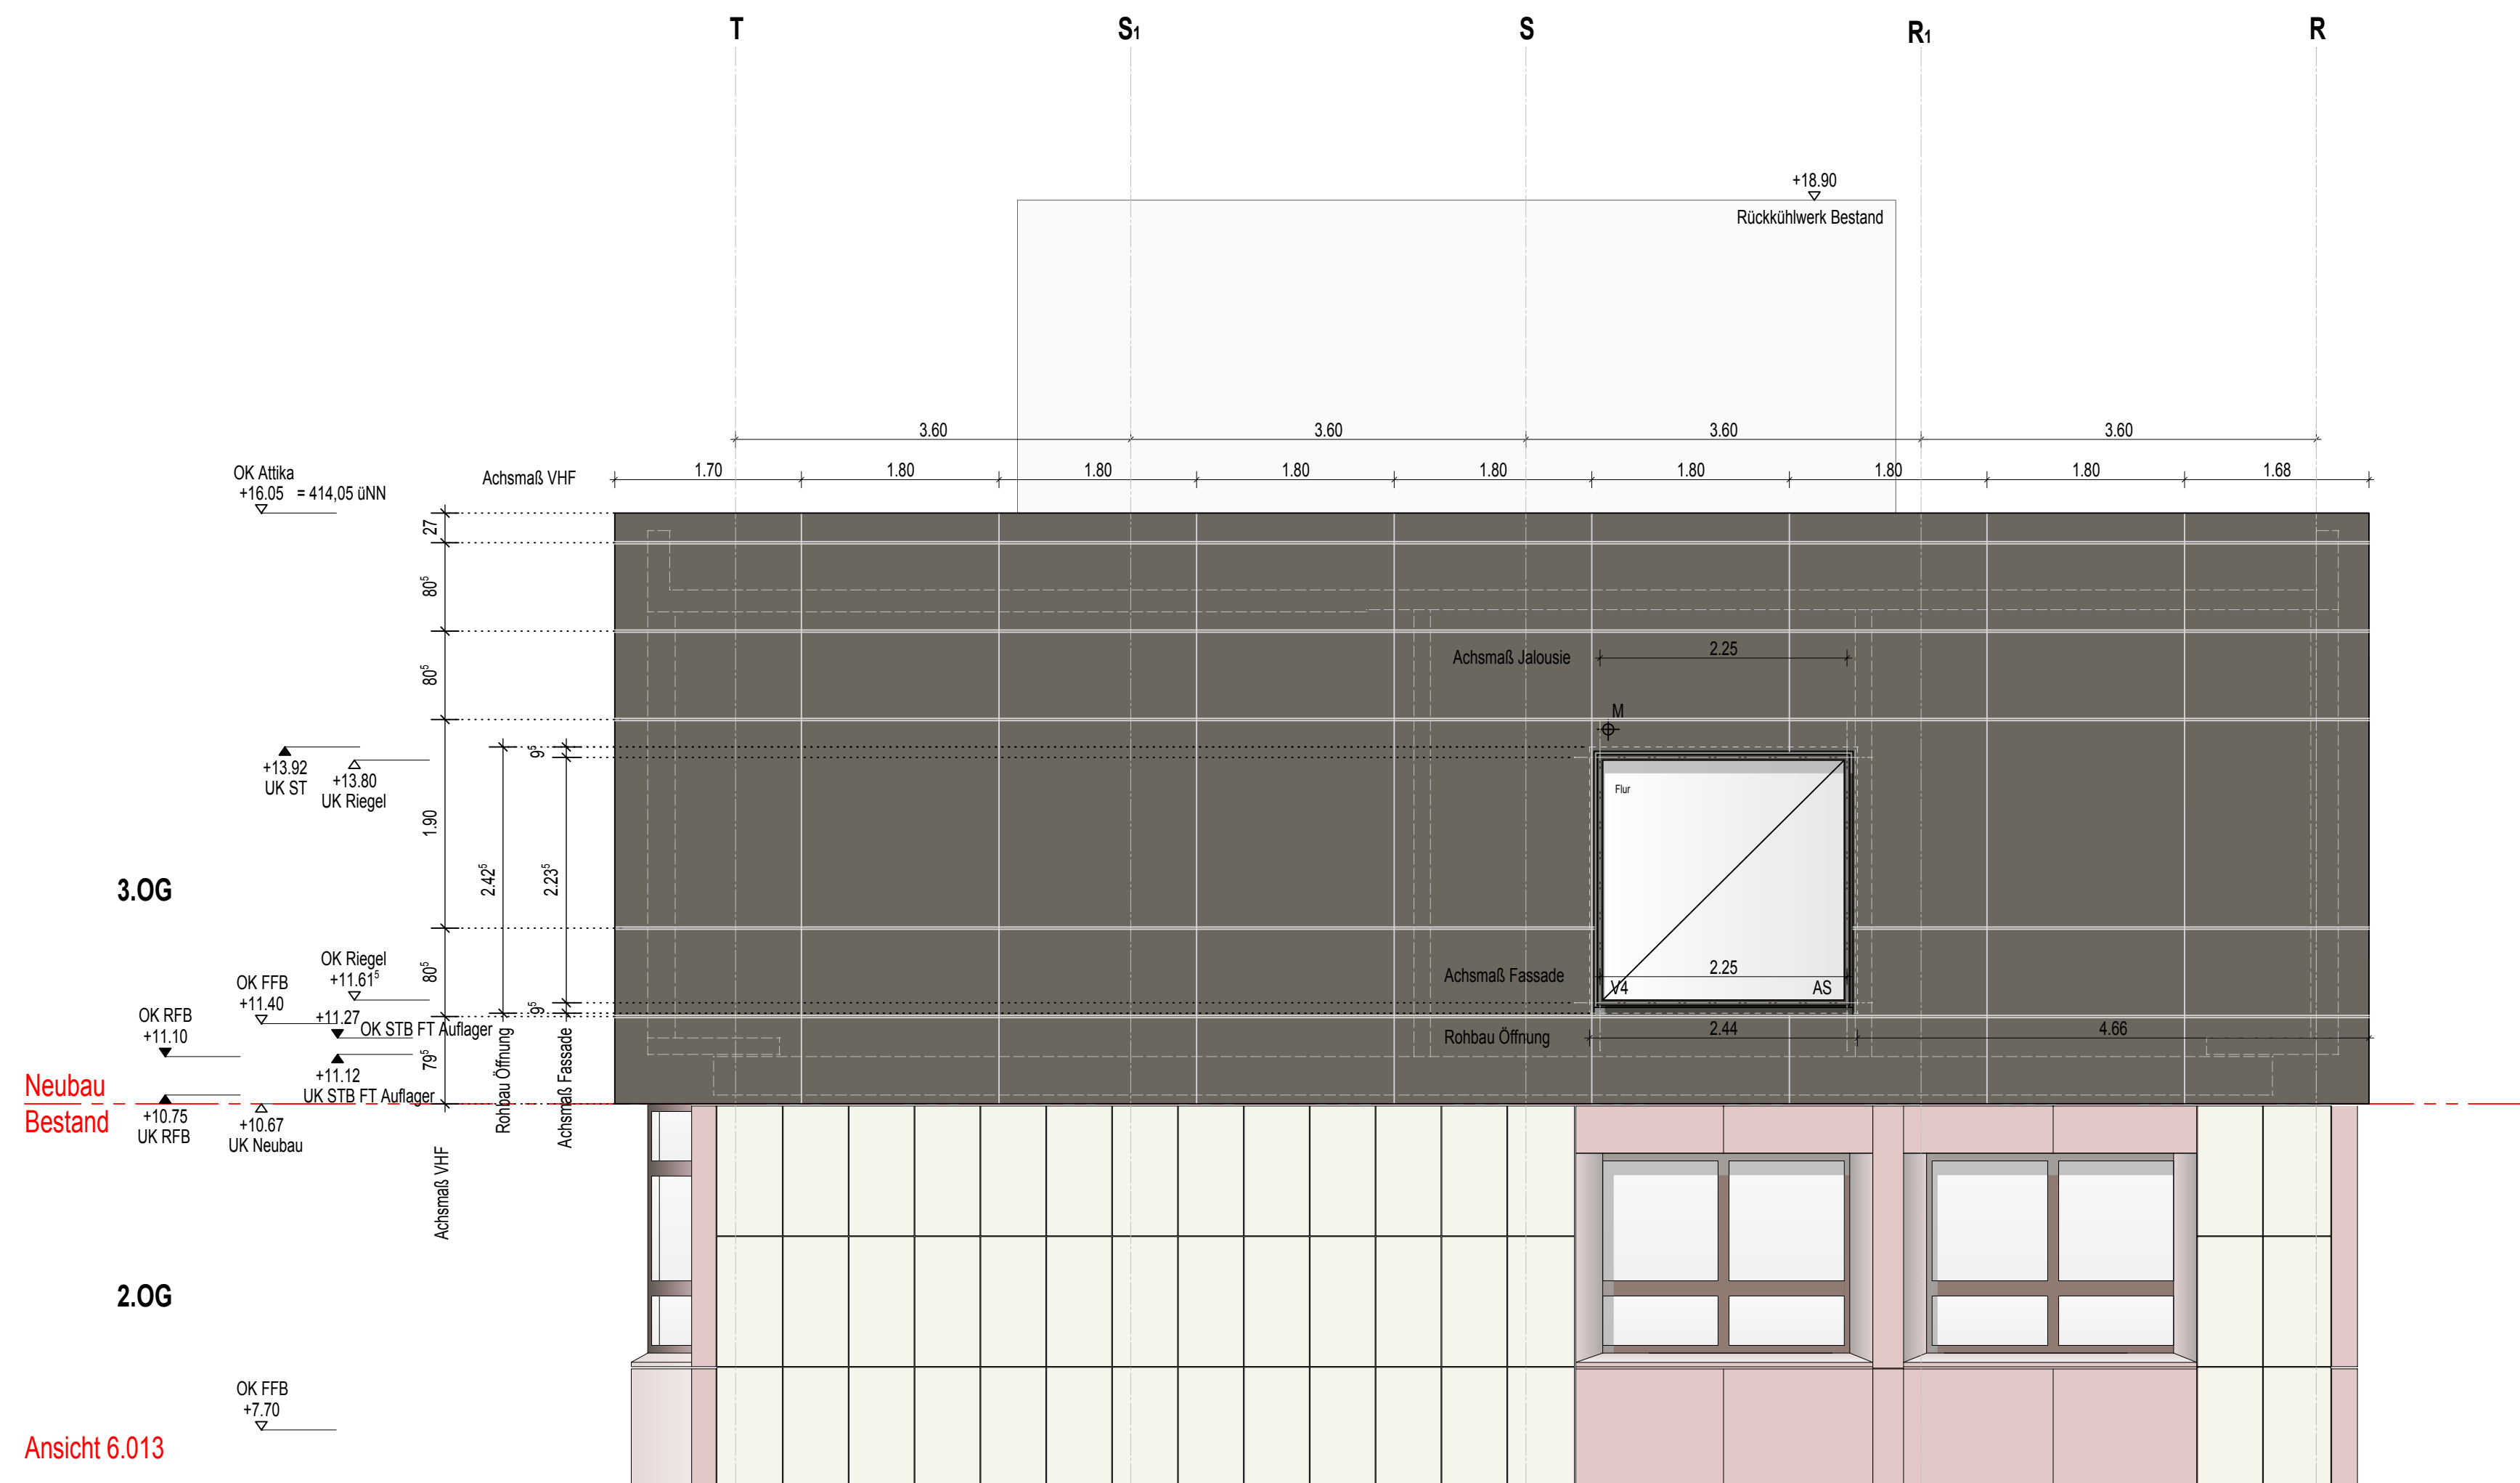 T
S1
S
R1
R
+18.90
Rückkühlwerk Bestand
3.60
3.60
3.60
3.60
OK Attika
+16.05 = 414,05 üNN
Achsmaß VHF
1.70
1.80
1.80
1.80
1.80
1.80
1.80
1.80
1.68
27
80⁵
80⁵
1.90
80⁵
79⁵
Achsmaß VHF
9⁵
2.42⁵
2.23⁵
9⁵
Rohbau Öffnung
Achsmaß Fassade
Achsmaß Jalousie
2.25
M
Flur
+13.92
UK ST
+13.80
UK Riegel
3.OG
OK Riegel
+11.61⁵
OK FFB
+11.40
OK RFB
+11.10
+11.27
OK STB FT Auflager
+11.12
UK STB FT Auflager
Achsmaß Fassade
2.25
V4
AS
Rohbau Öffnung
2.44
4.66
Neubau
Bestand
+10.75
UK RFB
+10.67
UK Neubau
2.OG
OK FFB
+7.70
Ansicht 6.013